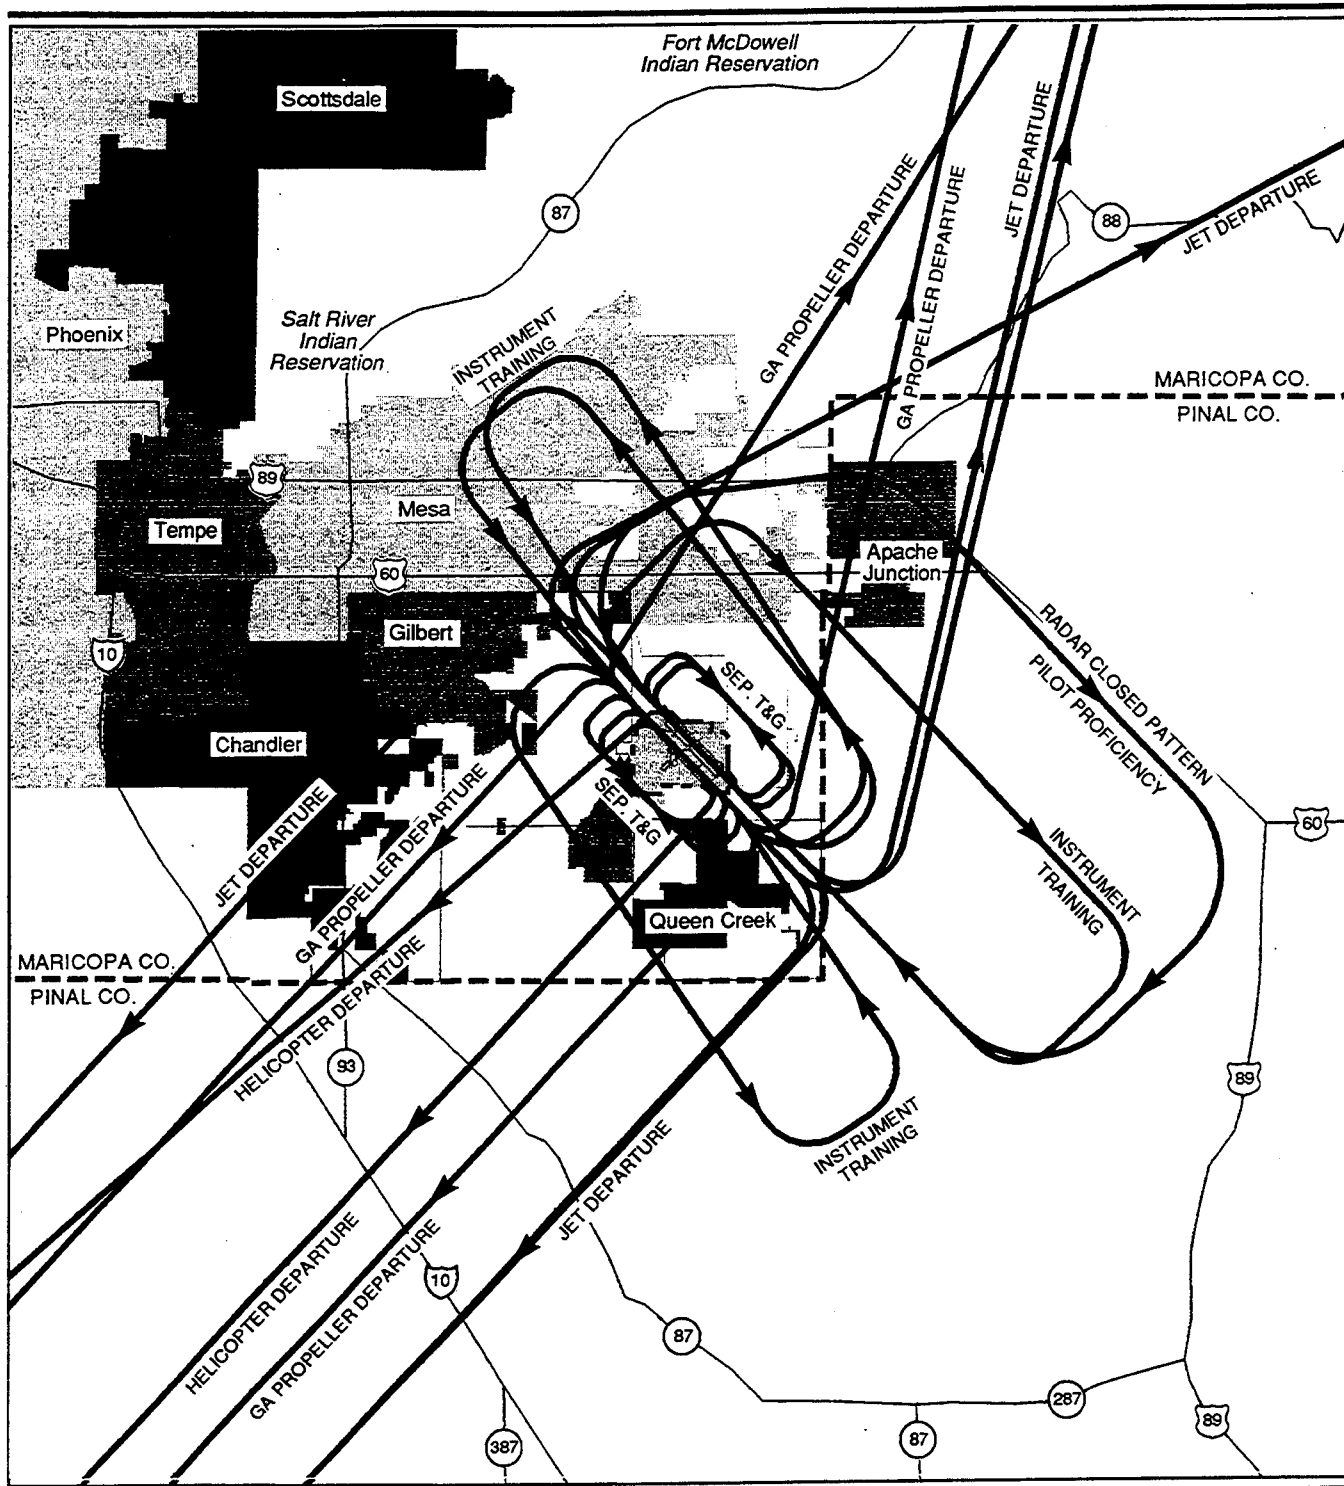 Fort McDowell
Indian Reservation
Scottsdale
87
88
JET DEPARTURE
JET DEPARTURE
GA PROPELLER DEPARTURE
GA PROPELLER DEPARTURE
Salt River
Indian
Reservation
Phoenix
INSTRUMENT
TRAINING
MARICOPA CO.
PINAL CO.
89
Mesa
Tempe
Apache
Junction
60
Gilbert
10
RADAR CLOSED PATTERN
PILOT PROFICIENCY
SEP. T&G
Chandler
SEP. T&G
60
JET DEPARTURE
GA PROPELLER DEPARTURE
INSTRUMENT
TRAINING
Queen Creek
MARICOPA CO.
PINAL CO.
HELICOPTER DEPARTURE
93
89
INSTRUMENT
TRAINING
JET DEPARTURE
HELICOPTER DEPARTURE
GA PROPELLER DEPARTURE
10
87
287
89
387
87